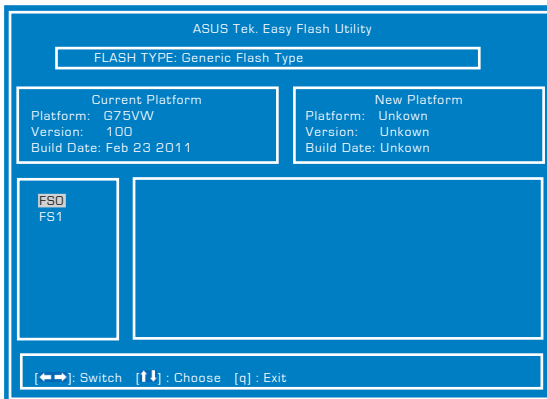 ASUS Tek. Easy Flash Utility
FLASH TYPE: Generic Flash Type
Current Platform
Platform: G75VW
Version: 100
Build Date: Feb 23 2011
New Platform
Platform: Unkown
Version: Unkown
Build Date: Unkown
FS0
FS1
[←→]: Switch [↑↓] : Choose [q] : Exit